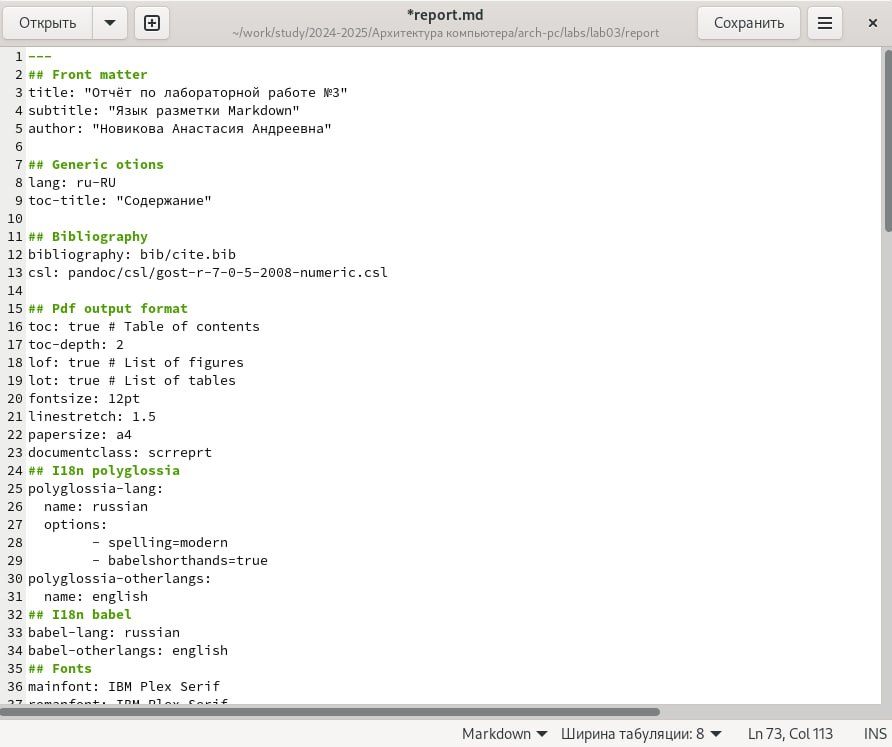 Открыть
*report.md
~/work/study/2024-2025/Архитектура компьютера/arch-pc/labs/lab03/report
Сохранить
1 ---
2 ## Front matter
3 title: "Отчёт по лабораторной работе №3"
4 subtitle: "Язык разметки Markdown"
5 author: "Новикова Анастасия Андреевна"
6
7 ## Generic otions
8 lang: ru-RU
9 toc-title: "Содержание"
10
11 ## Bibliography
12 bibliography: bib/cite.bib
13 csl: pandoc/csl/gost-r-7-0-5-2008-numeric.csl
14
15 ## Pdf output format
16 toc: true # Table of contents
17 toc-depth: 2
18 lof: true # List of figures
19 lot: true # List of tables
20 fontsize: 12pt
21 linestretch: 1.5
22 papersize: a4
23 documentclass: scrreprt
24 ## I18n polyglossia
25 polyglossia-lang:
26   name: russian
27   options:
28         - spelling=modern
29         - babelshorthands=true
30 polyglossia-otherlangs:
31   name: english
32 ## I18n babel
33 babel-lang: russian
34 babel-otherlangs: english
35 ## Fonts
36 mainfont: IBM Plex Serif
37 romanfont: IBM Plex Serif
Markdown
Ширина табуляции: 8
Ln 73, Col 113
INS